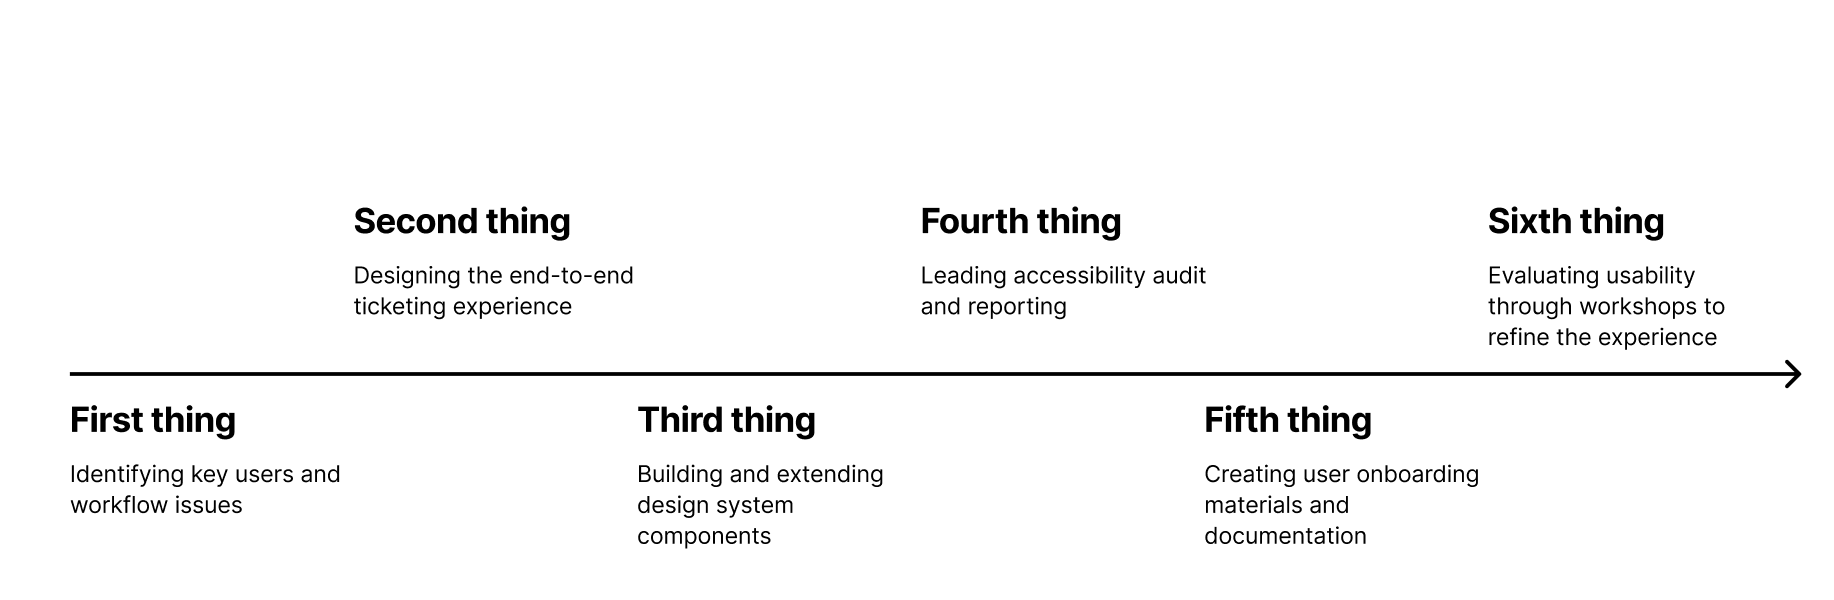 Second thing
Designing the end-to-end
ticketing experience
Fourth thing
Leading accessibility audit
and reporting
Sixth thing
Evaluating usability
through workshops to
refine the experience
First thing
Identifying key users and
workflow issues
Third thing
Building and extending
design system
components
Fifth thing
Creating user onboarding
materials and
documentation